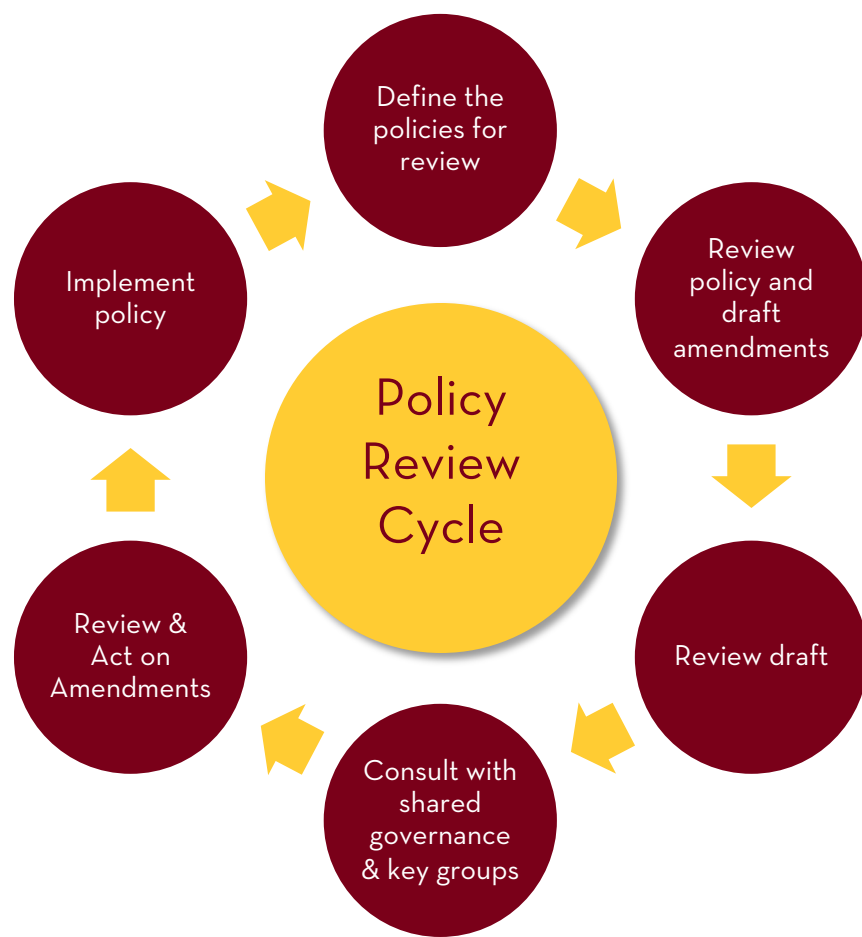 Define the
policies for
review
Review
policy and
draft
amendments
Review draft
Consult with
shared
governance
& key groups
Review &
Act on
Amendments
Implement
policy
Policy
Review
Cycle